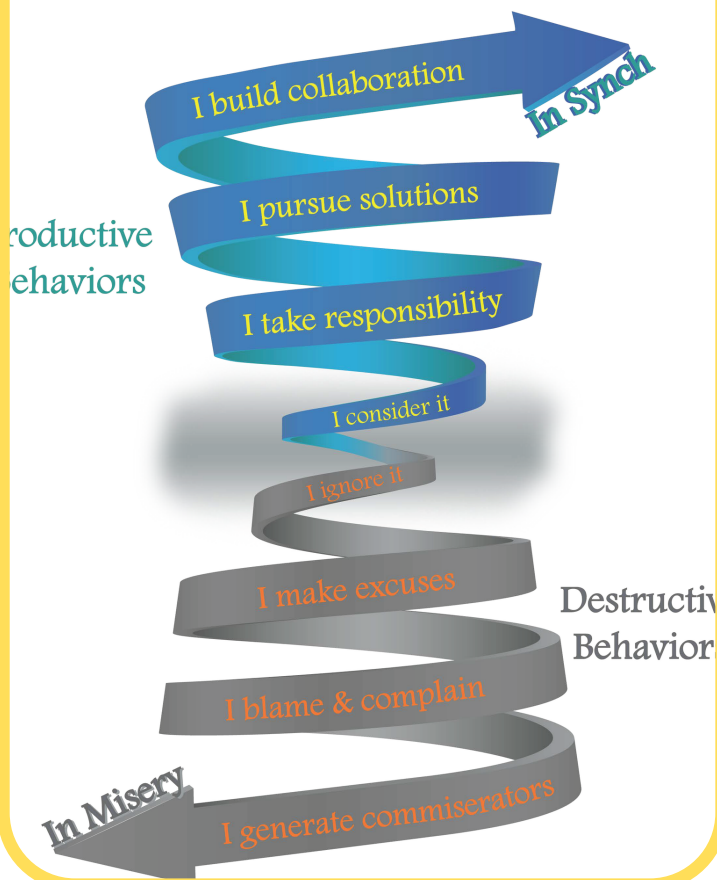 I build collaboration
In Synch
I pursue solutions
roductive
ehaviors
I take responsibility
I consider it
I ignore it
I make excuses
Destructiv
Behavior
I blame & complain
In Misery
I generate commiserators